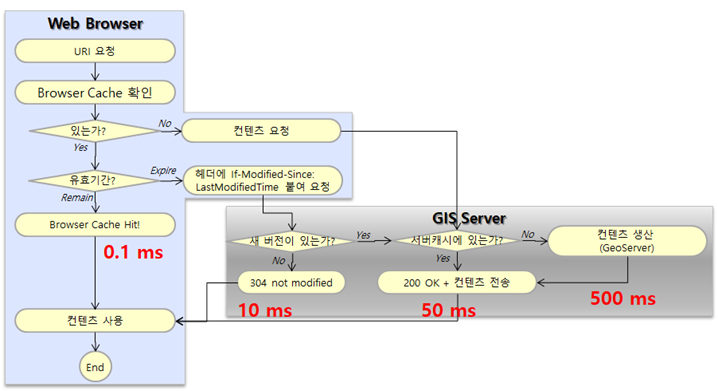 Web Browser
URI 요청
Browser Cache 확인
있는가?
No
컨텐츠 요청
Yes
유효기간?
Expire
헤더에 If-Modified-Since:
LastModifiedTime 붙여 요청
Remain
Browser Cache Hit!
0.1 ms
GIS Server
새 버전이 있는가?
Yes
서버캐시에 있는가?
No
컨텐츠 생산
(GeoServer)
No
Yes
304 not modified
200 OK + 컨텐츠 전송
10 ms
50 ms
500 ms
컨텐츠 사용
End